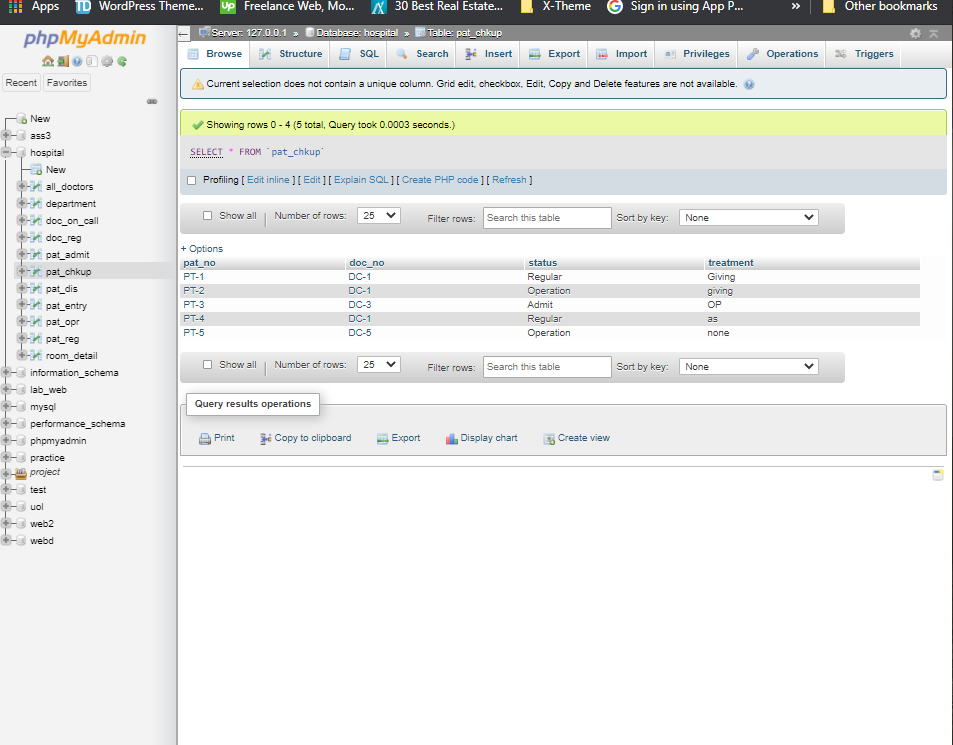 Apps WordPress Theme... Freelance Web, Mo... 30 Best Real Estate... X-Theme Sign in using App P... » Other bookmarks
phpMyAdmin
Recent Favorites
New
ass3
hospital
New
all_doctors
department
doc_on_call
doc_reg
pat_admit
pat_chkup
pat_dis
pat_entry
pat_opr
pat_reg
room_detail
information_schema
lab_web
mysql
performance_schema
phpmyadmin
practice
project
test
uol
web2
webd
Server: 127.0.0.1 » Database: hospital » Table: pat_chkup
Browse Structure SQL Search Insert Export Import Privileges Operations Triggers
Current selection does not contain a unique column. Grid edit, checkbox, Edit, Copy and Delete features are not available.
Showing rows 0 - 4 (5 total, Query took 0.0003 seconds.)
SELECT * FROM `pat_chkup`
Profiling [ Edit inline ] [ Edit ] [ Explain SQL ] [ Create PHP code ] [ Refresh ]
Show all Number of rows: 25 Filter rows: Search this table Sort by key: None
+ Options
pat_no doc_no status treatment
PT-1 DC-1 Regular Giving
PT-2 DC-1 Operation giving
PT-3 DC-3 Admit OP
PT-4 DC-1 Regular as
PT-5 DC-5 Operation none
Show all Number of rows: 25 Filter rows: Search this table Sort by key: None
Query results operations
Print Copy to clipboard Export Display chart Create view